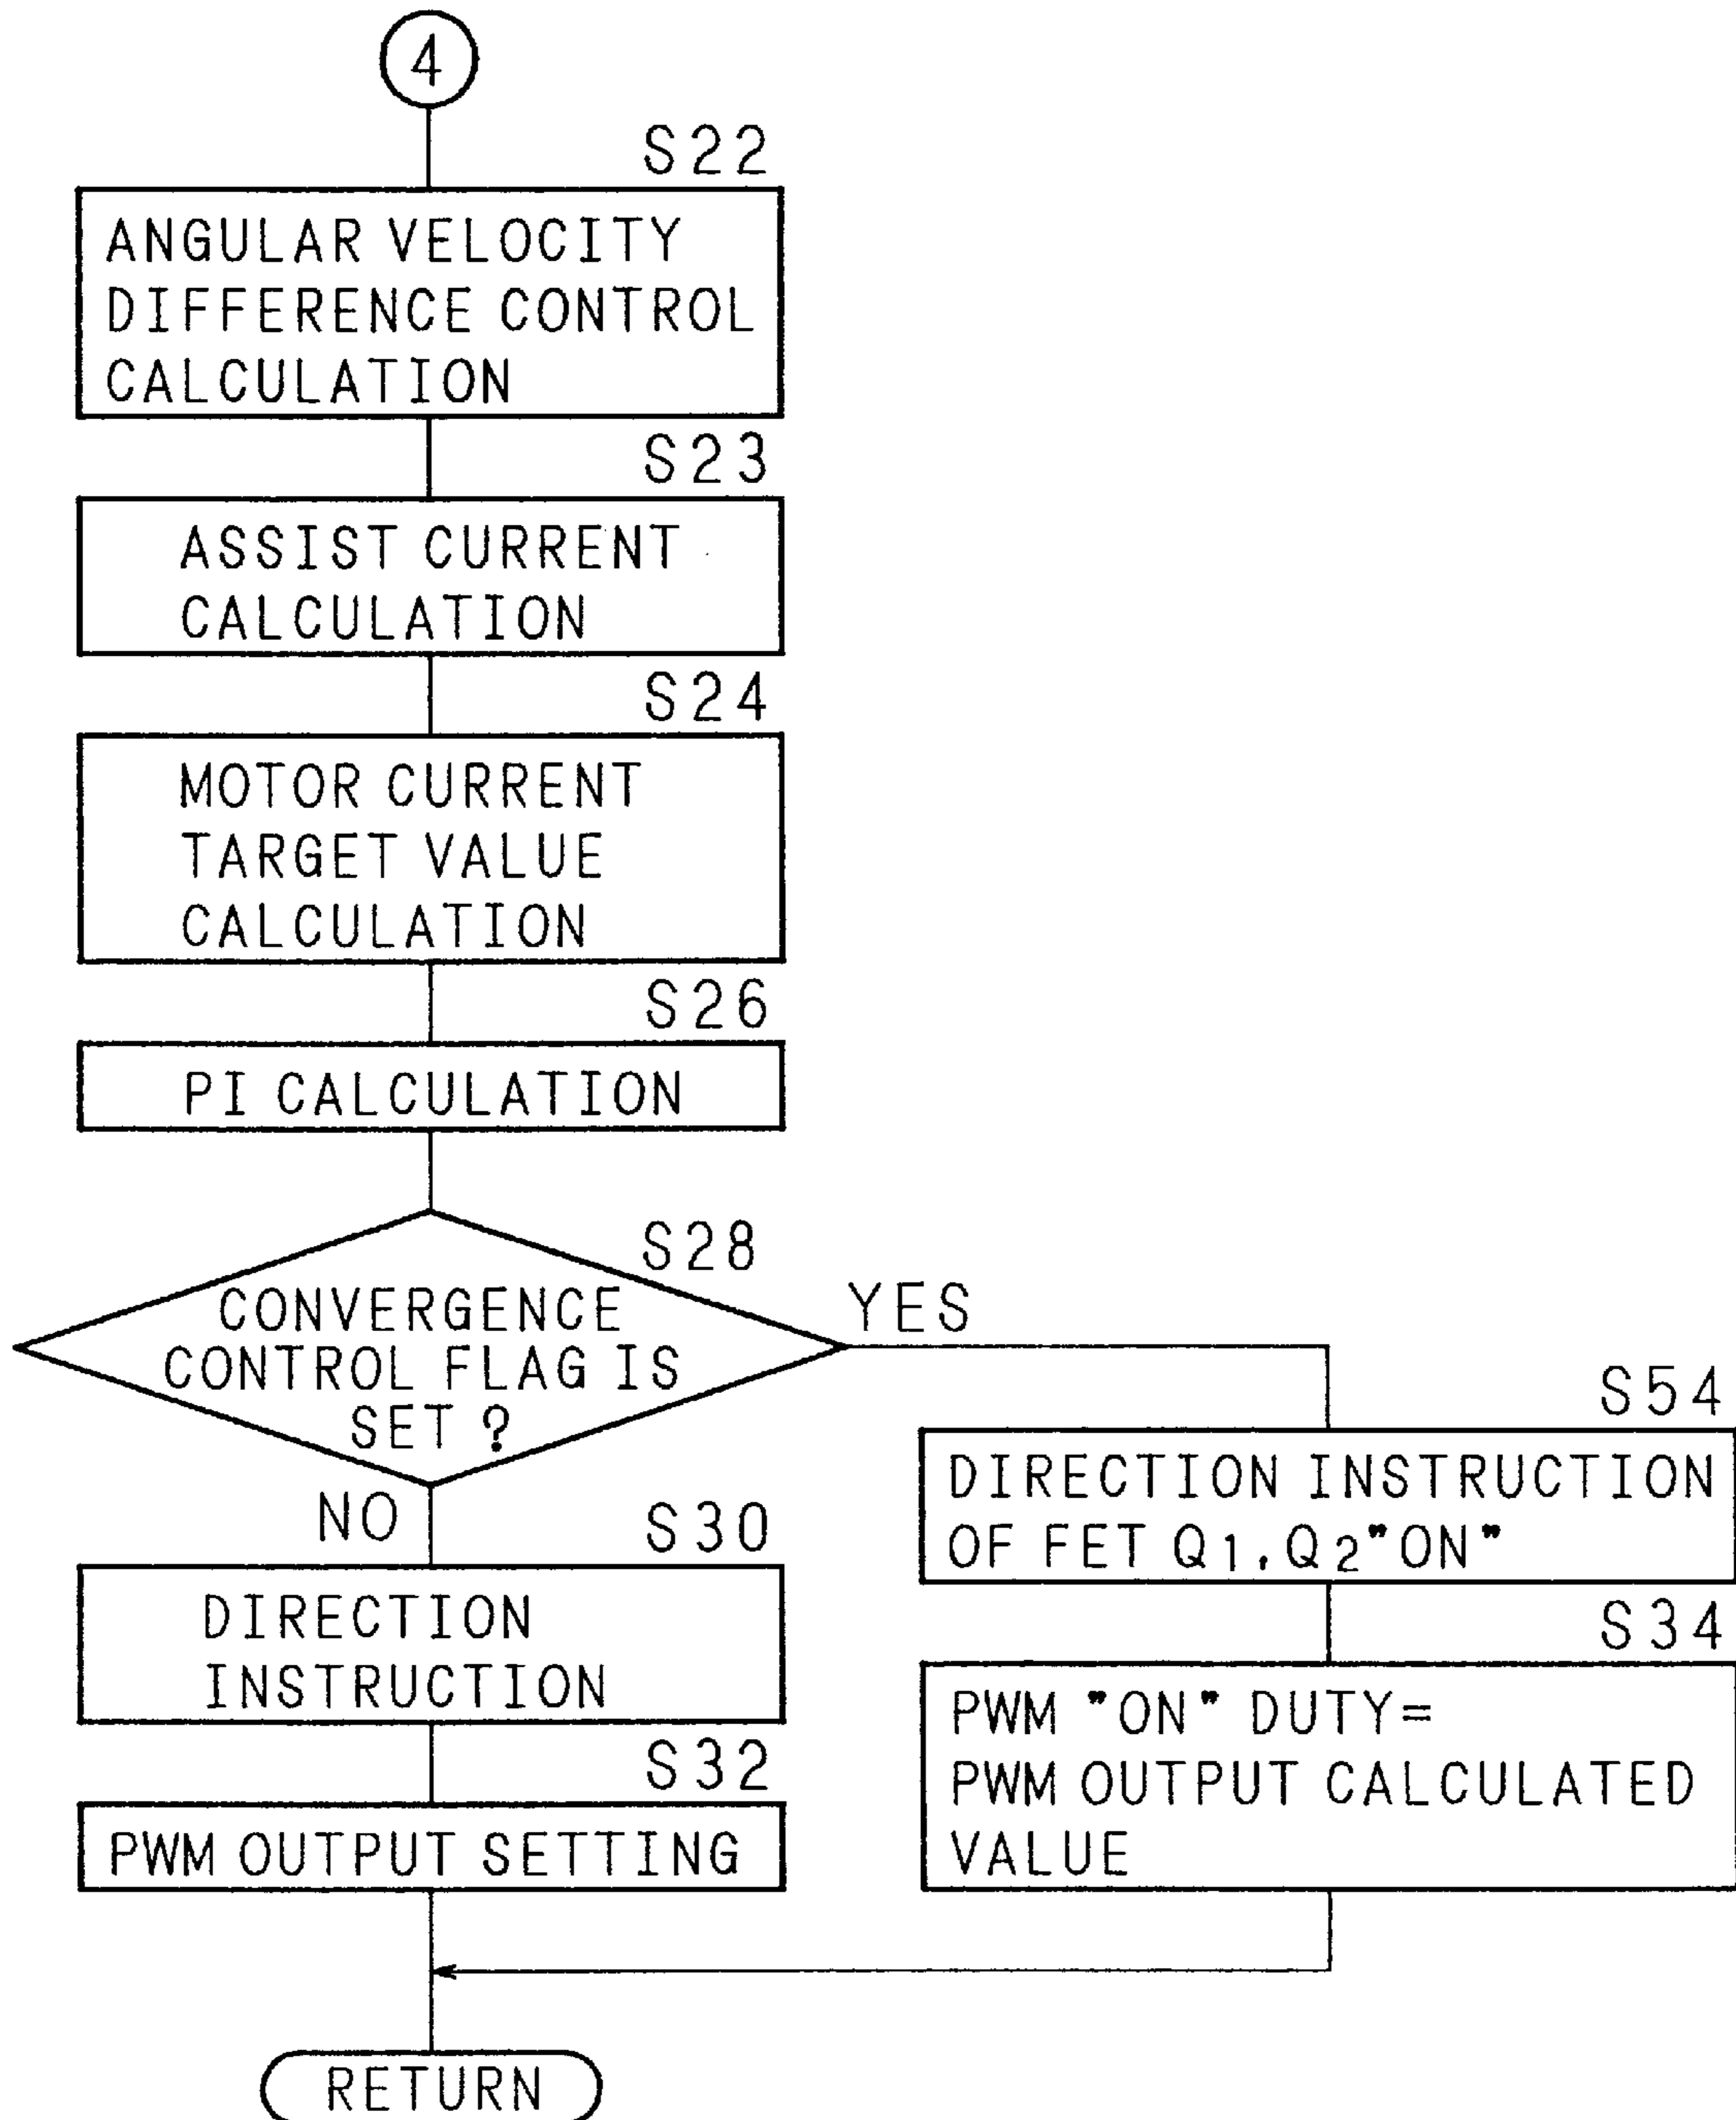 4
S22
ANGULAR VELOCITY
DIFFERENCE CONTROL
CALCULATION
S23
ASSIST CURRENT
CALCULATION
S24
MOTOR CURRENT
TARGET VALUE
CALCULATION
S26
PI CALCULATION
S28
CONVERGENCE
CONTROL FLAG IS
SET ?
YES
NO
S30
DIRECTION
INSTRUCTION
S32
PWM OUTPUT SETTING
S54
DIRECTION INSTRUCTION
OF FET Q1, Q2 "ON"
S34
PWM "ON" DUTY=
PWM OUTPUT CALCULATED
VALUE
RETURN